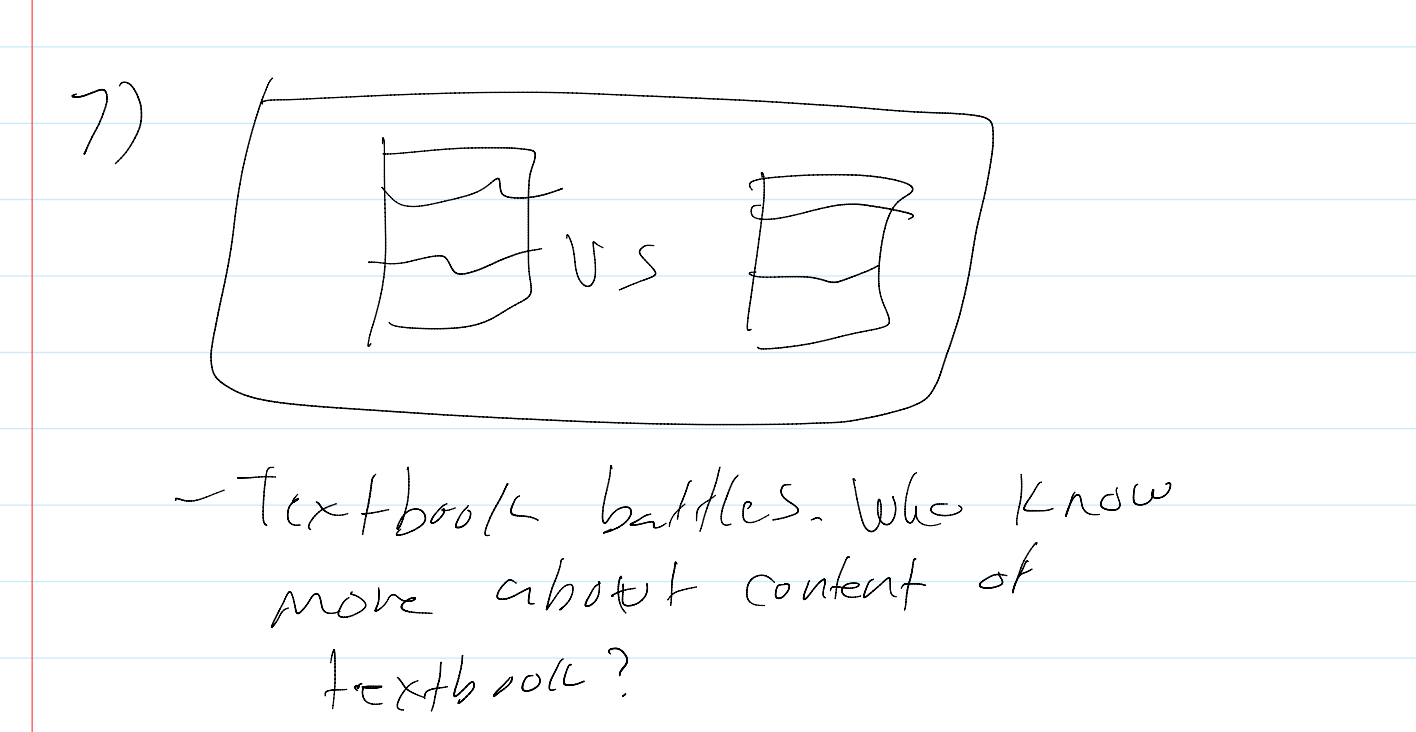 7)
VS
- Textbook battles. Who know
more about content of
textbook?